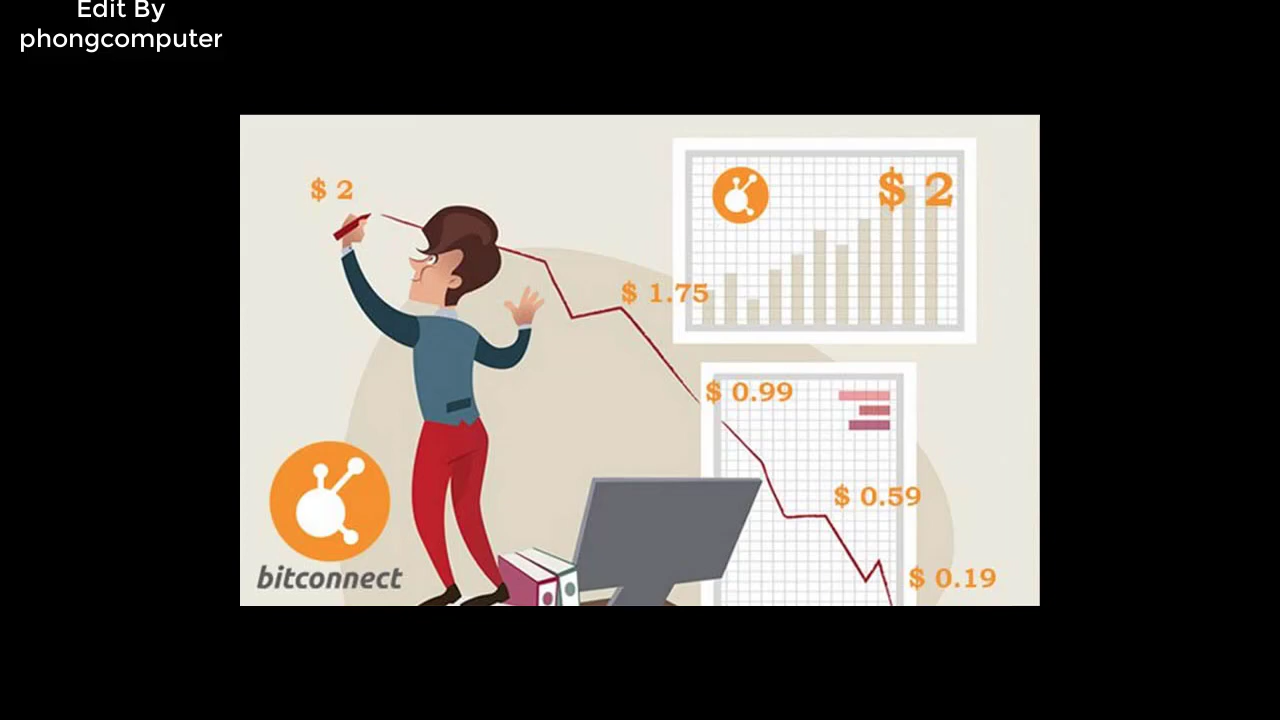 Edit By
phongcomputer
$ 2
$ 2
$ 1.75
$ 0.99
$ 0.59
$ 0.19
bitconnect